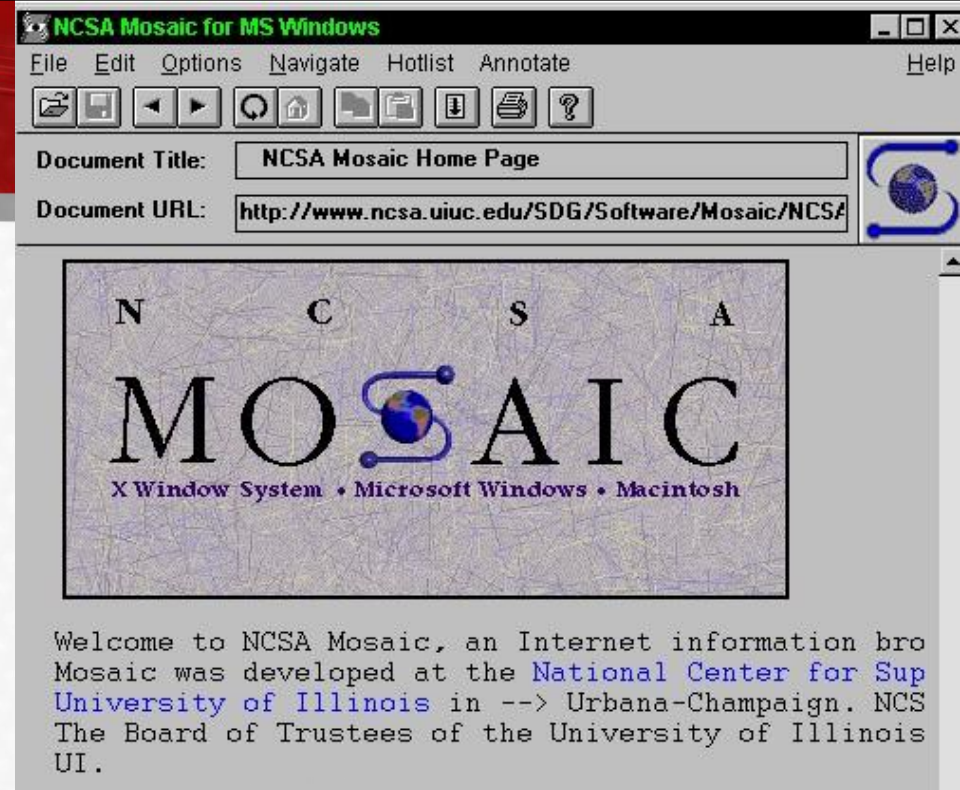 NCSA Mosaic for MS Windows
File Edit Options Navigate Hotlist Annotate Help
Document Title: NCSA Mosaic Home Page
Document URL: http://www.ncsa.uiuc.edu/SDG/Software/Mosaic/NCSA
N C S A
MOSAIC
X Window System • Microsoft Windows • Macintosh
Welcome to NCSA Mosaic, an Internet information bro
Mosaic was developed at the National Center for Sup
University of Illinois in --> Urbana-Champaign. NCS
The Board of Trustees of the University of Illinois
UI.